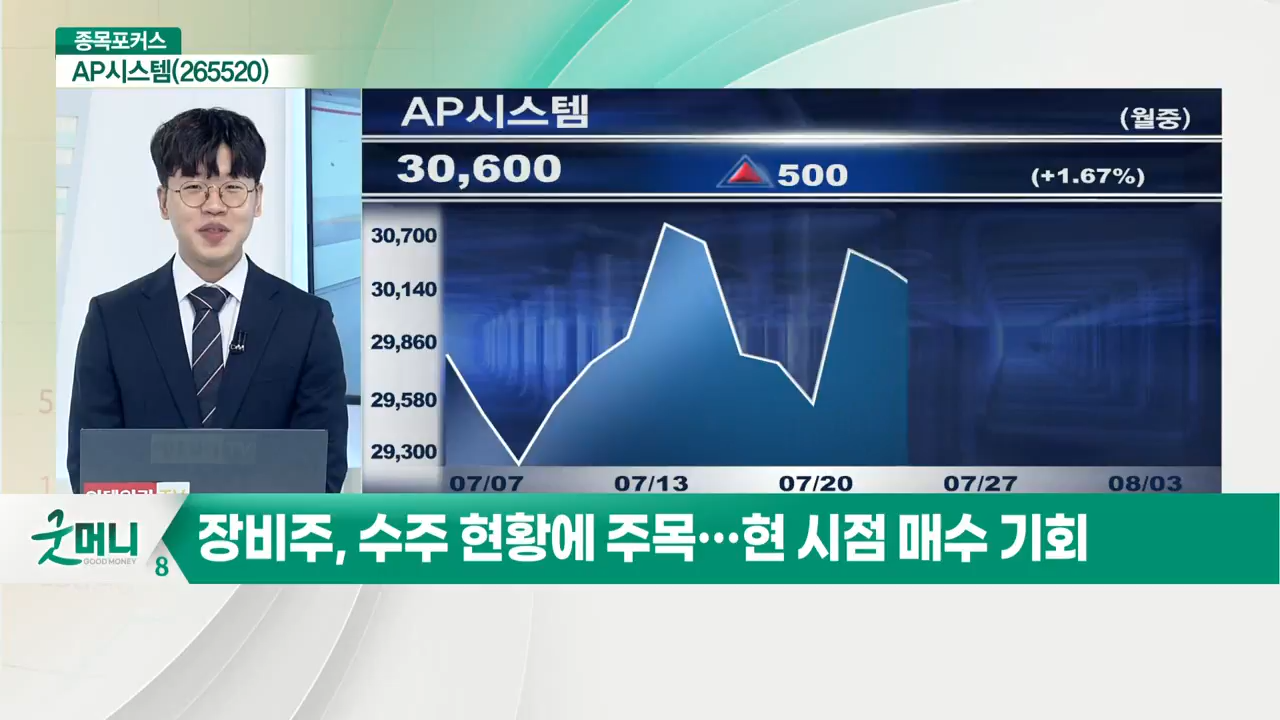 종목포커스
AP시스템(265520)
AP시스템
(월중)
30,600 500 (+1.67%)
30,700
30,140
29,860
29,580
29,300
07/07 07/13 07/20 07/27 08/03
굿머니
GOOD MONEY
8
장비주, 수주 현황에 주목…현 시점 매수 기회